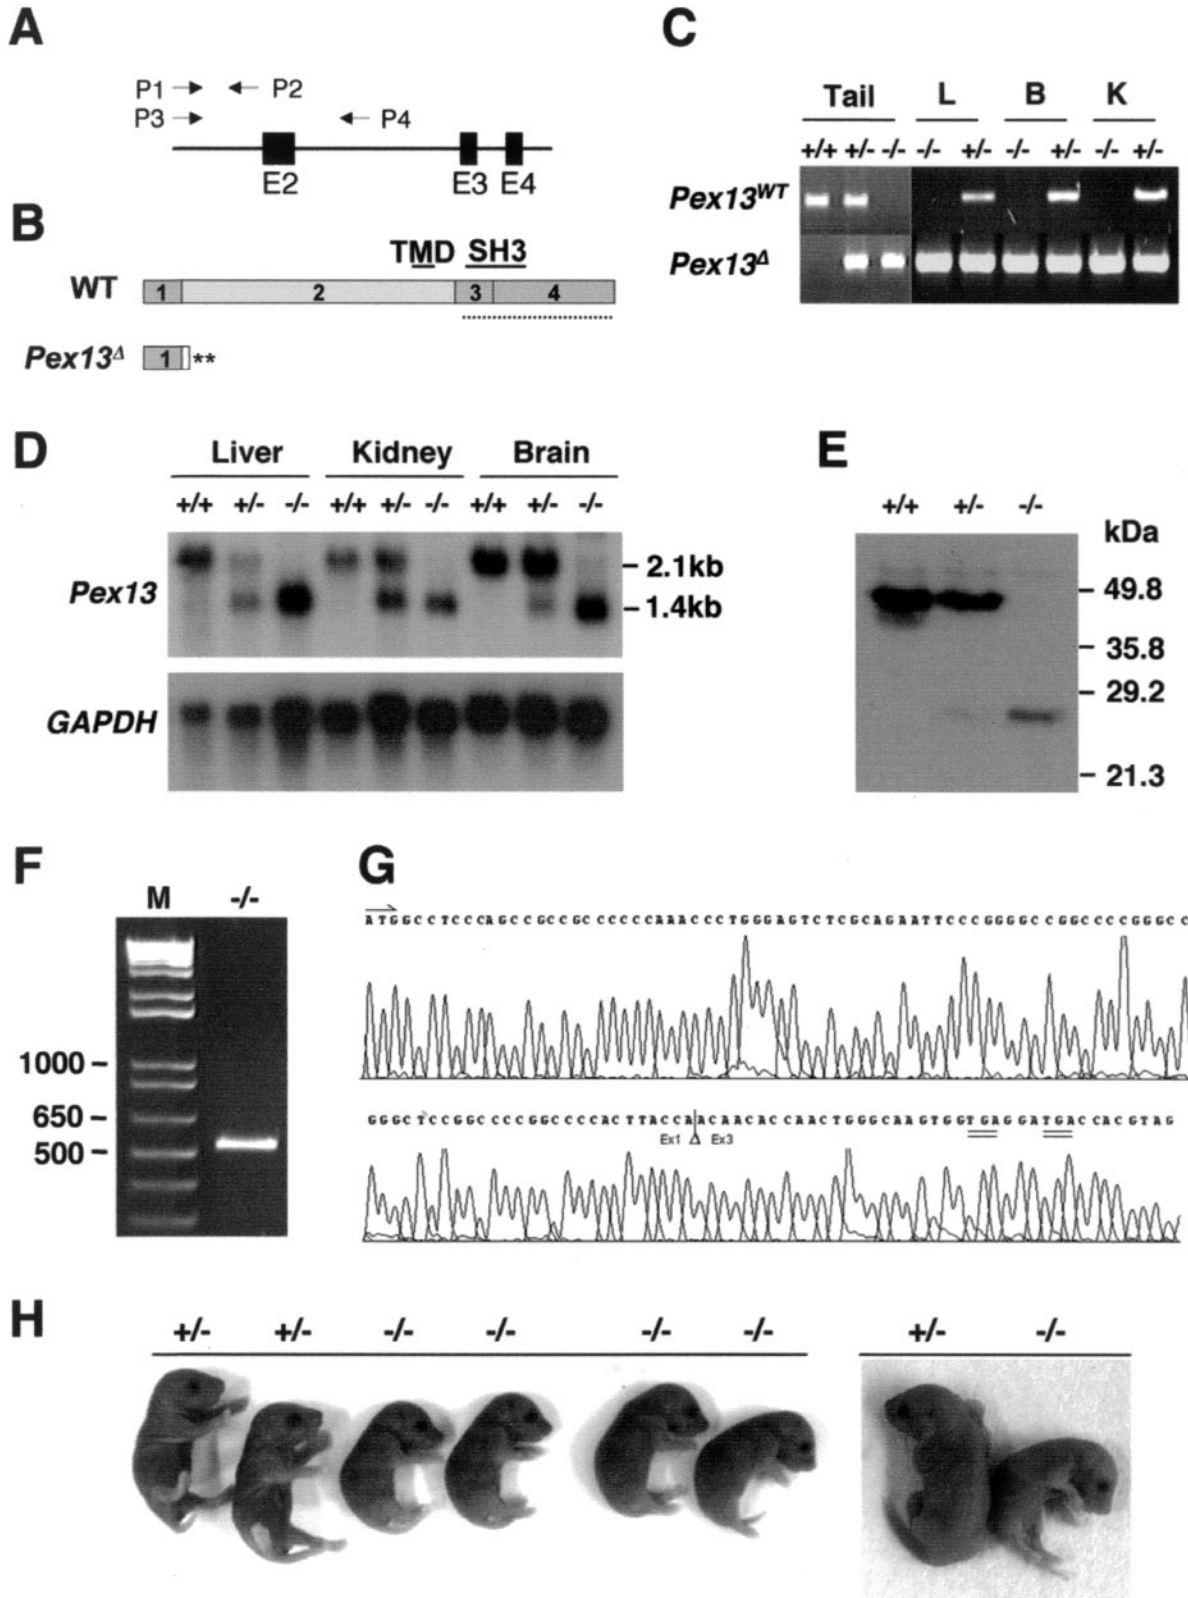 A
P1
P2
P3
P4
E2
E3
E4
B
TMD SH3
WT
1
2
3
4
Pex13Δ
1
**
C
Tail L B K
+/+ +/- -/- -/- +/- -/- +/- -/- +/-
Pex13WT
Pex13Δ
D
Liver Kidney Brain
+/+ +/- -/- +/+ +/- -/- +/+ +/- -/-
Pex13
2.1kb
1.4kb
GAPDH
E
+/+ +/- -/-
kDa
49.8
35.8
29.2
21.3
F
M -/-
1000
650
500
G
ATGGCCTCCCAGCCGCCGCCCCCCAAACCCTGGGAGTCTCGCAGAATTCCCGGGGCCGGCCCCGGGCC
GGGCTCCGGCCCCGGCCCCACTTACCAACAACACCAACTGGGCAAGTGGTGAGGATGACCACGTAG
Ex1 Δ Ex3
H
+/- +/- -/- -/- -/- -/- +/- -/-